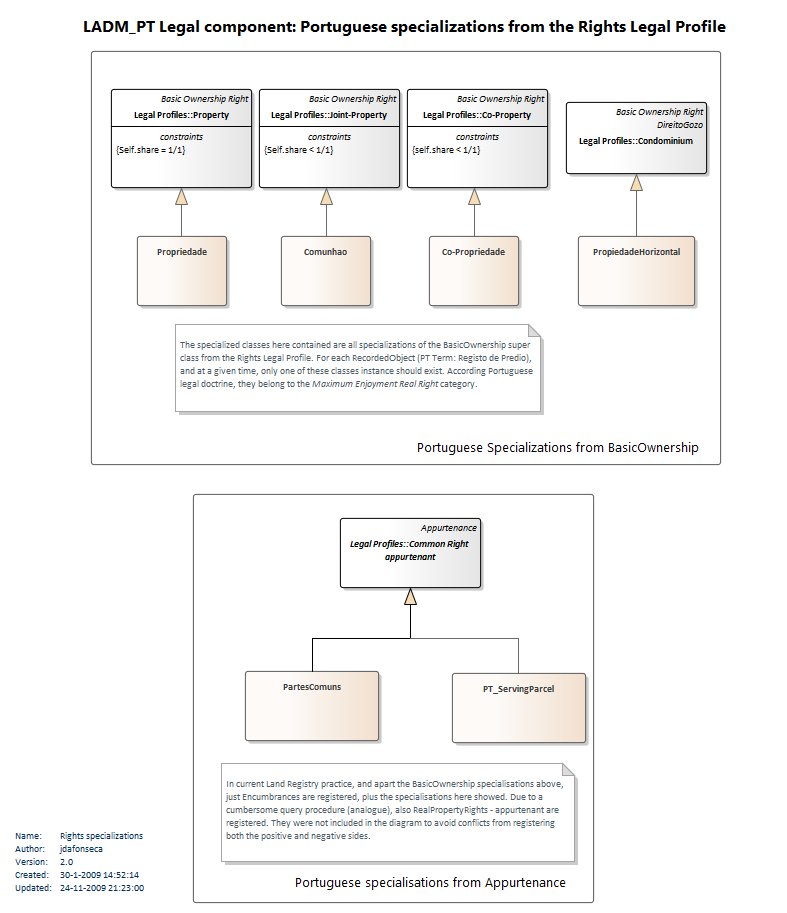 LADM_PT Legal component: Portuguese specializations from the Rights Legal Profile
Basic Ownership Right
Legal Profiles::Property
constraints
{Self.share = 1/1}
Basic Ownership Right
Legal Profiles::Joint-Property
constraints
{Self.share < 1/1}
Basic Ownership Right
Legal Profiles::Co-Property
constraints
{self.share < 1/1}
Basic Ownership Right
DireitoGozo
Legal Profiles::Condominium
Propriedade
Comunhao
Co-Propriedade
PropiedadeHorizontal
The specialized classes here contained are all specializations of the BasicOwnership super
class from the Rights Legal Profile. For each RecordedObject (PT Term: Registo de Predio),
and at a given time, only one of these classes instance should exist. According Portuguese
legal doctrine, they belong to the Maximum Enjoyment Real Right category.
Portuguese Specializations from BasicOwnership
Appurtenance
Legal Profiles::Common Right
appurtenant
PartesComuns
PT_ServingParcel
In current Land Registry practice, and apart the BasicOwnership specialisations above,
just Encumbrances are registered, plus the specialisations here showed. Due to a
cumbersome query procedure (analogue), also RealPropertyRights - appurtenant are
registered. They were not included in the diagram to avoid conflicts from registering
both the positive and negative sides.
Portuguese specialisations from Appurtenance
Name: Rights specializations
Author: jdafonseca
Version: 2.0
Created: 30-1-2009 14:52:14
Updated: 24-11-2009 21:23:00